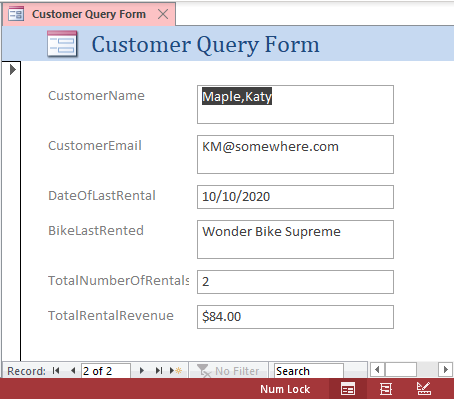 Customer Query Form
Customer Query Form
CustomerName Maple,Katy
CustomerEmail KM@somewhere.com
DateOfLastRental 10/10/2020
BikeLastRented Wonder Bike Supreme
TotalNumberOfRentals 2
TotalRentalRevenue $84.00
Record: 2 of 2 No Filter Search
Num Lock